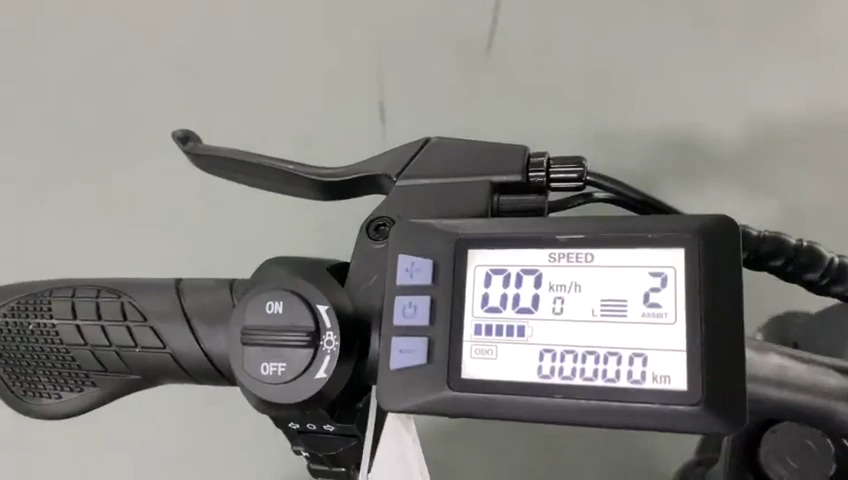 SPEED
00 km/h
0
L
2
ASSIST
ODO
00000 km
ON
OFF